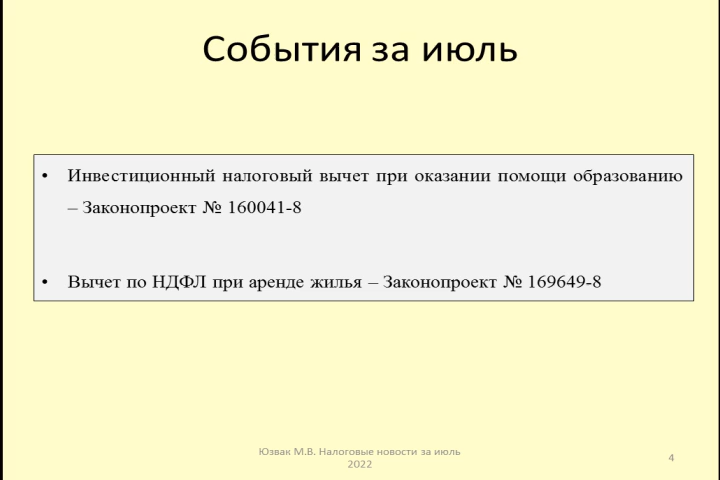 События за июль
• Инвестиционный налоговый вычет при оказании помощи образованию
– Законопроект № 160041-8
• Вычет по НДФЛ при аренде жилья – Законопроект № 169649-8
Юзвак М.В. Налоговые новости за июль
2022
4